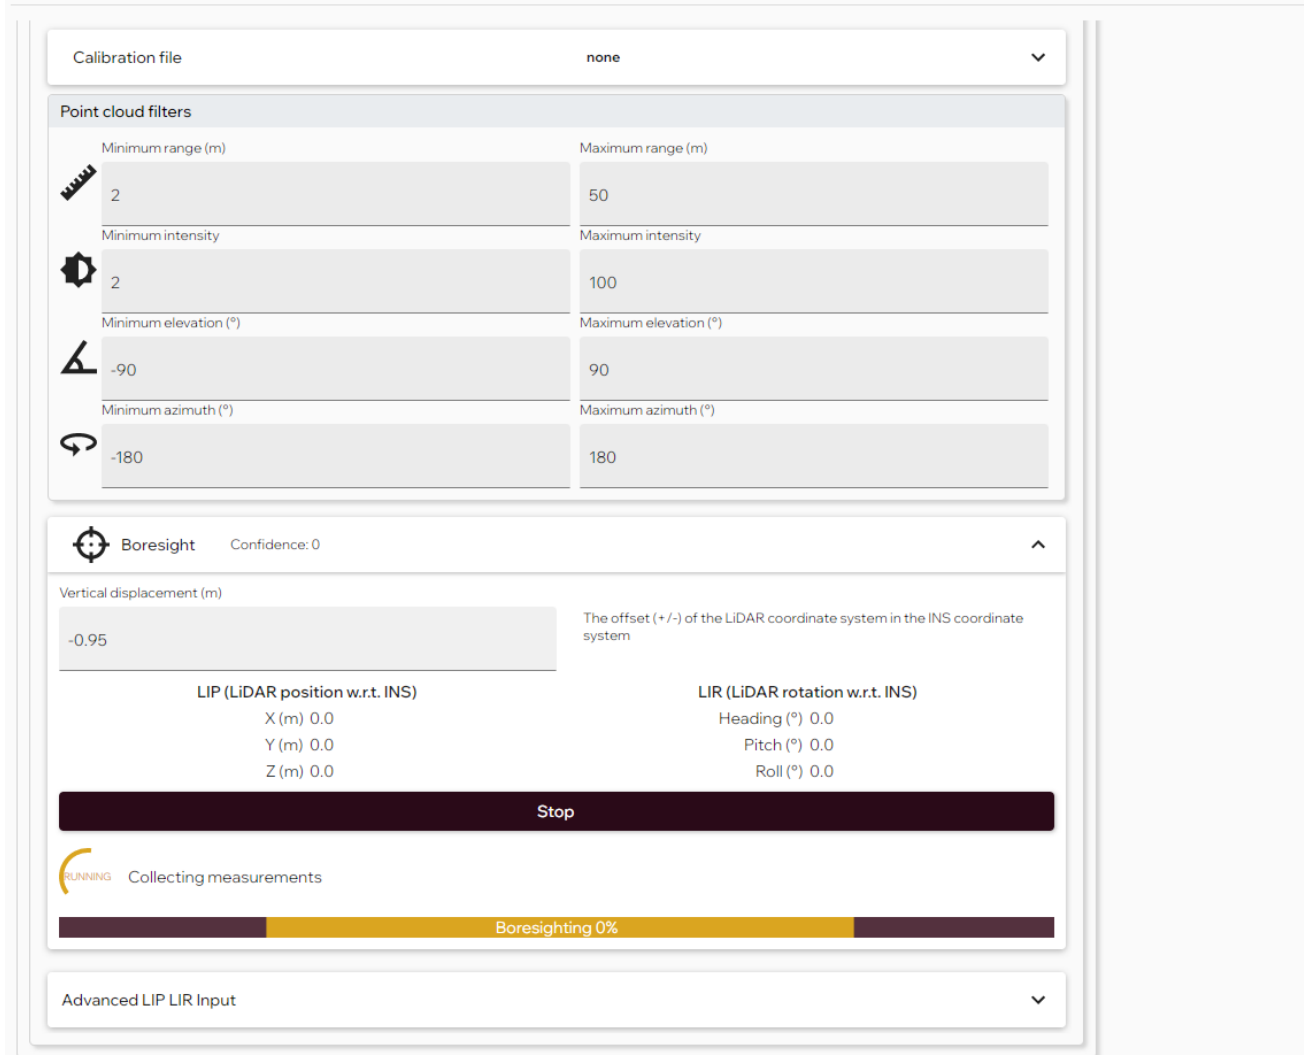 Calibration file none
Point cloud filters
Minimum range (m) Maximum range (m)
2 50
Minimum intensity Maximum intensity
2 100
Minimum elevation (°) Maximum elevation (°)
-90 90
Minimum azimuth (°) Maximum azimuth (°)
-180 180
Boresight Confidence: 0
Vertical displacement (m)
-0.95
The offset (+/-) of the LiDAR coordinate system in the INS coordinate
system
LIP (LiDAR position w.r.t. INS) LIR (LiDAR rotation w.r.t. INS)
X (m) 0.0 Heading (°) 0.0
Y (m) 0.0 Pitch (°) 0.0
Z (m) 0.0 Roll (°) 0.0
Stop
RUNNING Collecting measurements
Boresighting 0%
Advanced LIP LIR Input